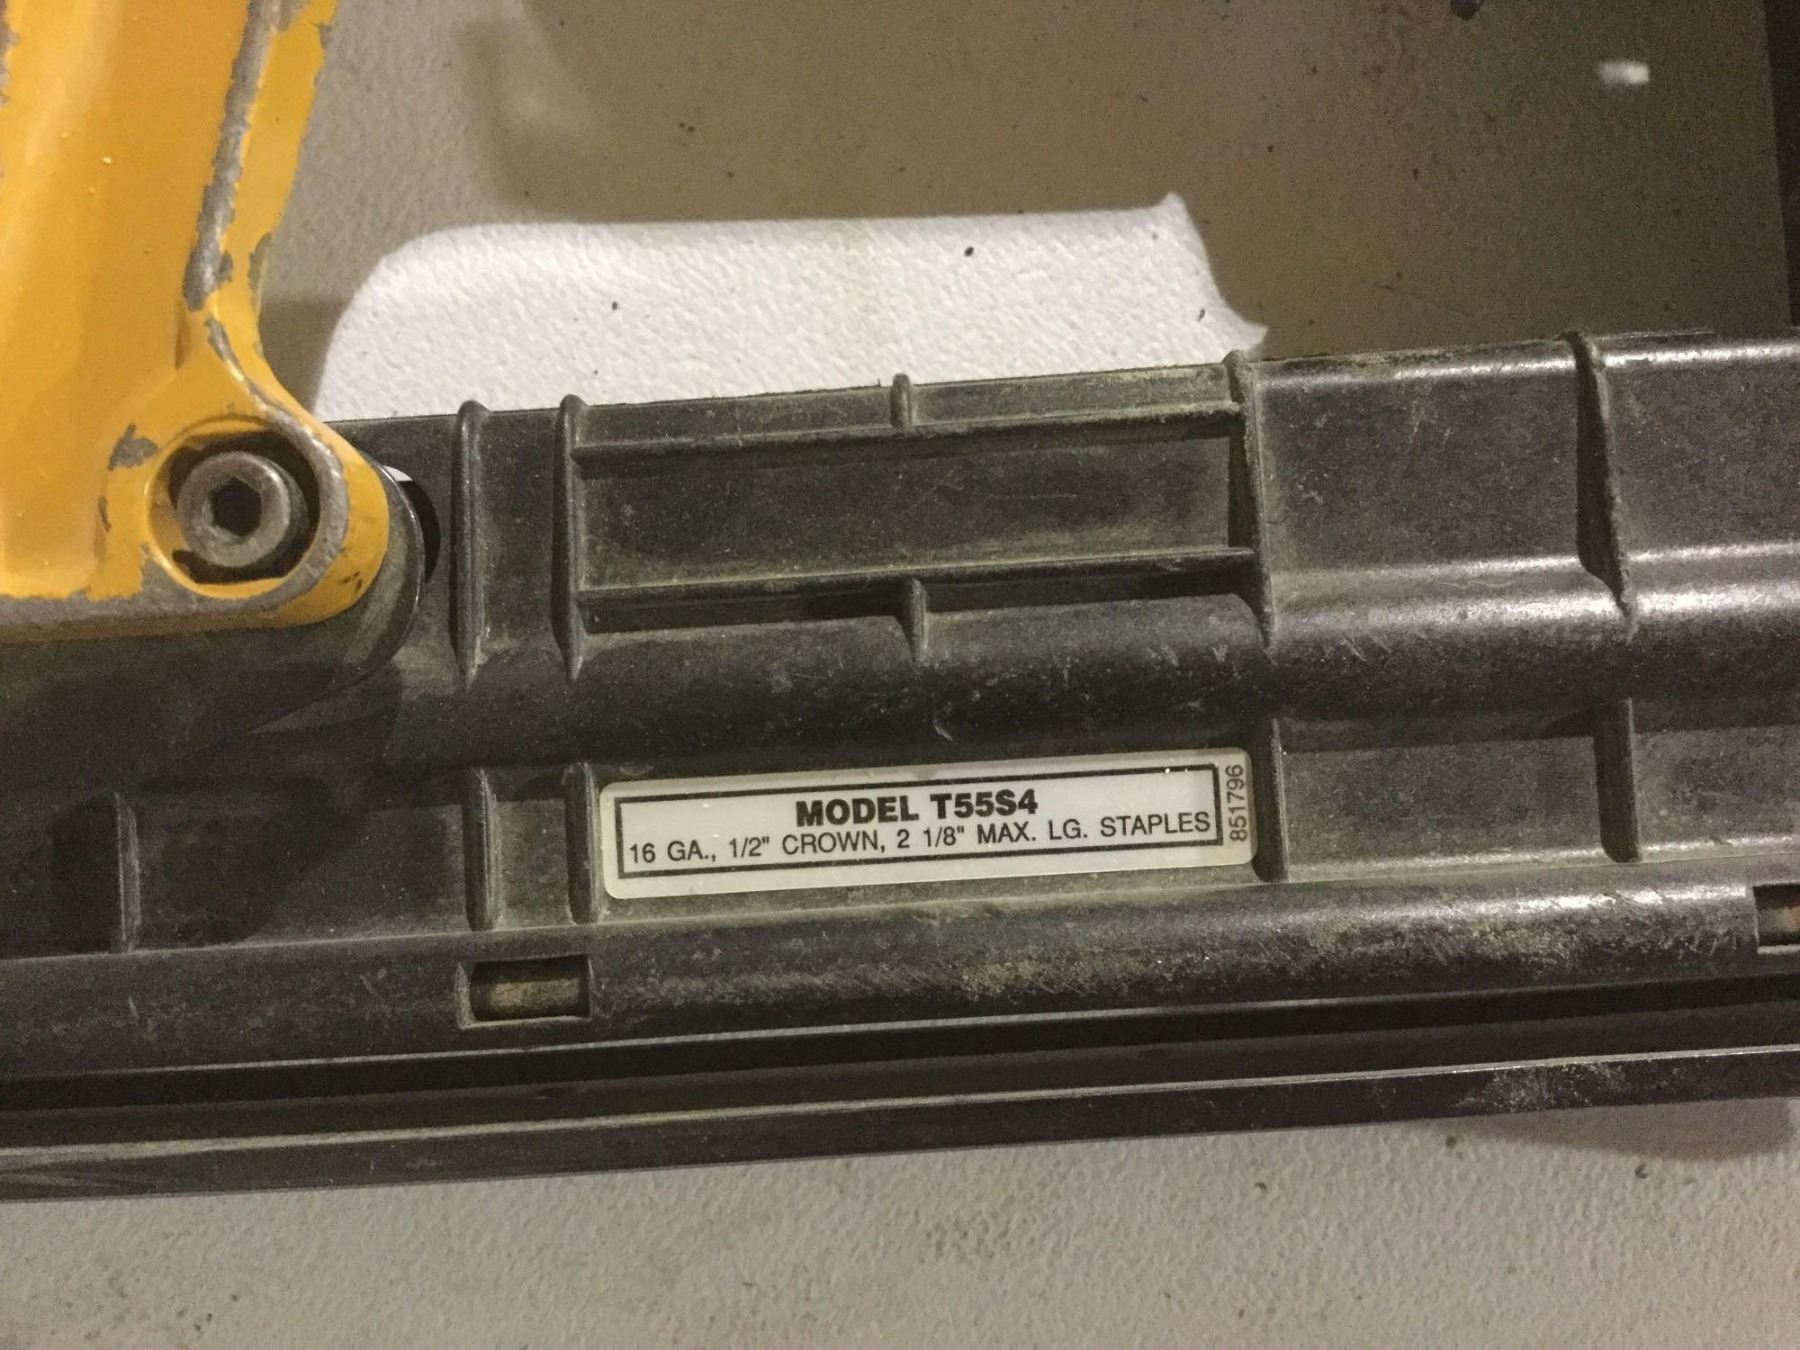 MODEL T55S4
16 GA., 1/2" CROWN, 2 1/8" MAX. LG. STAPLES
851796